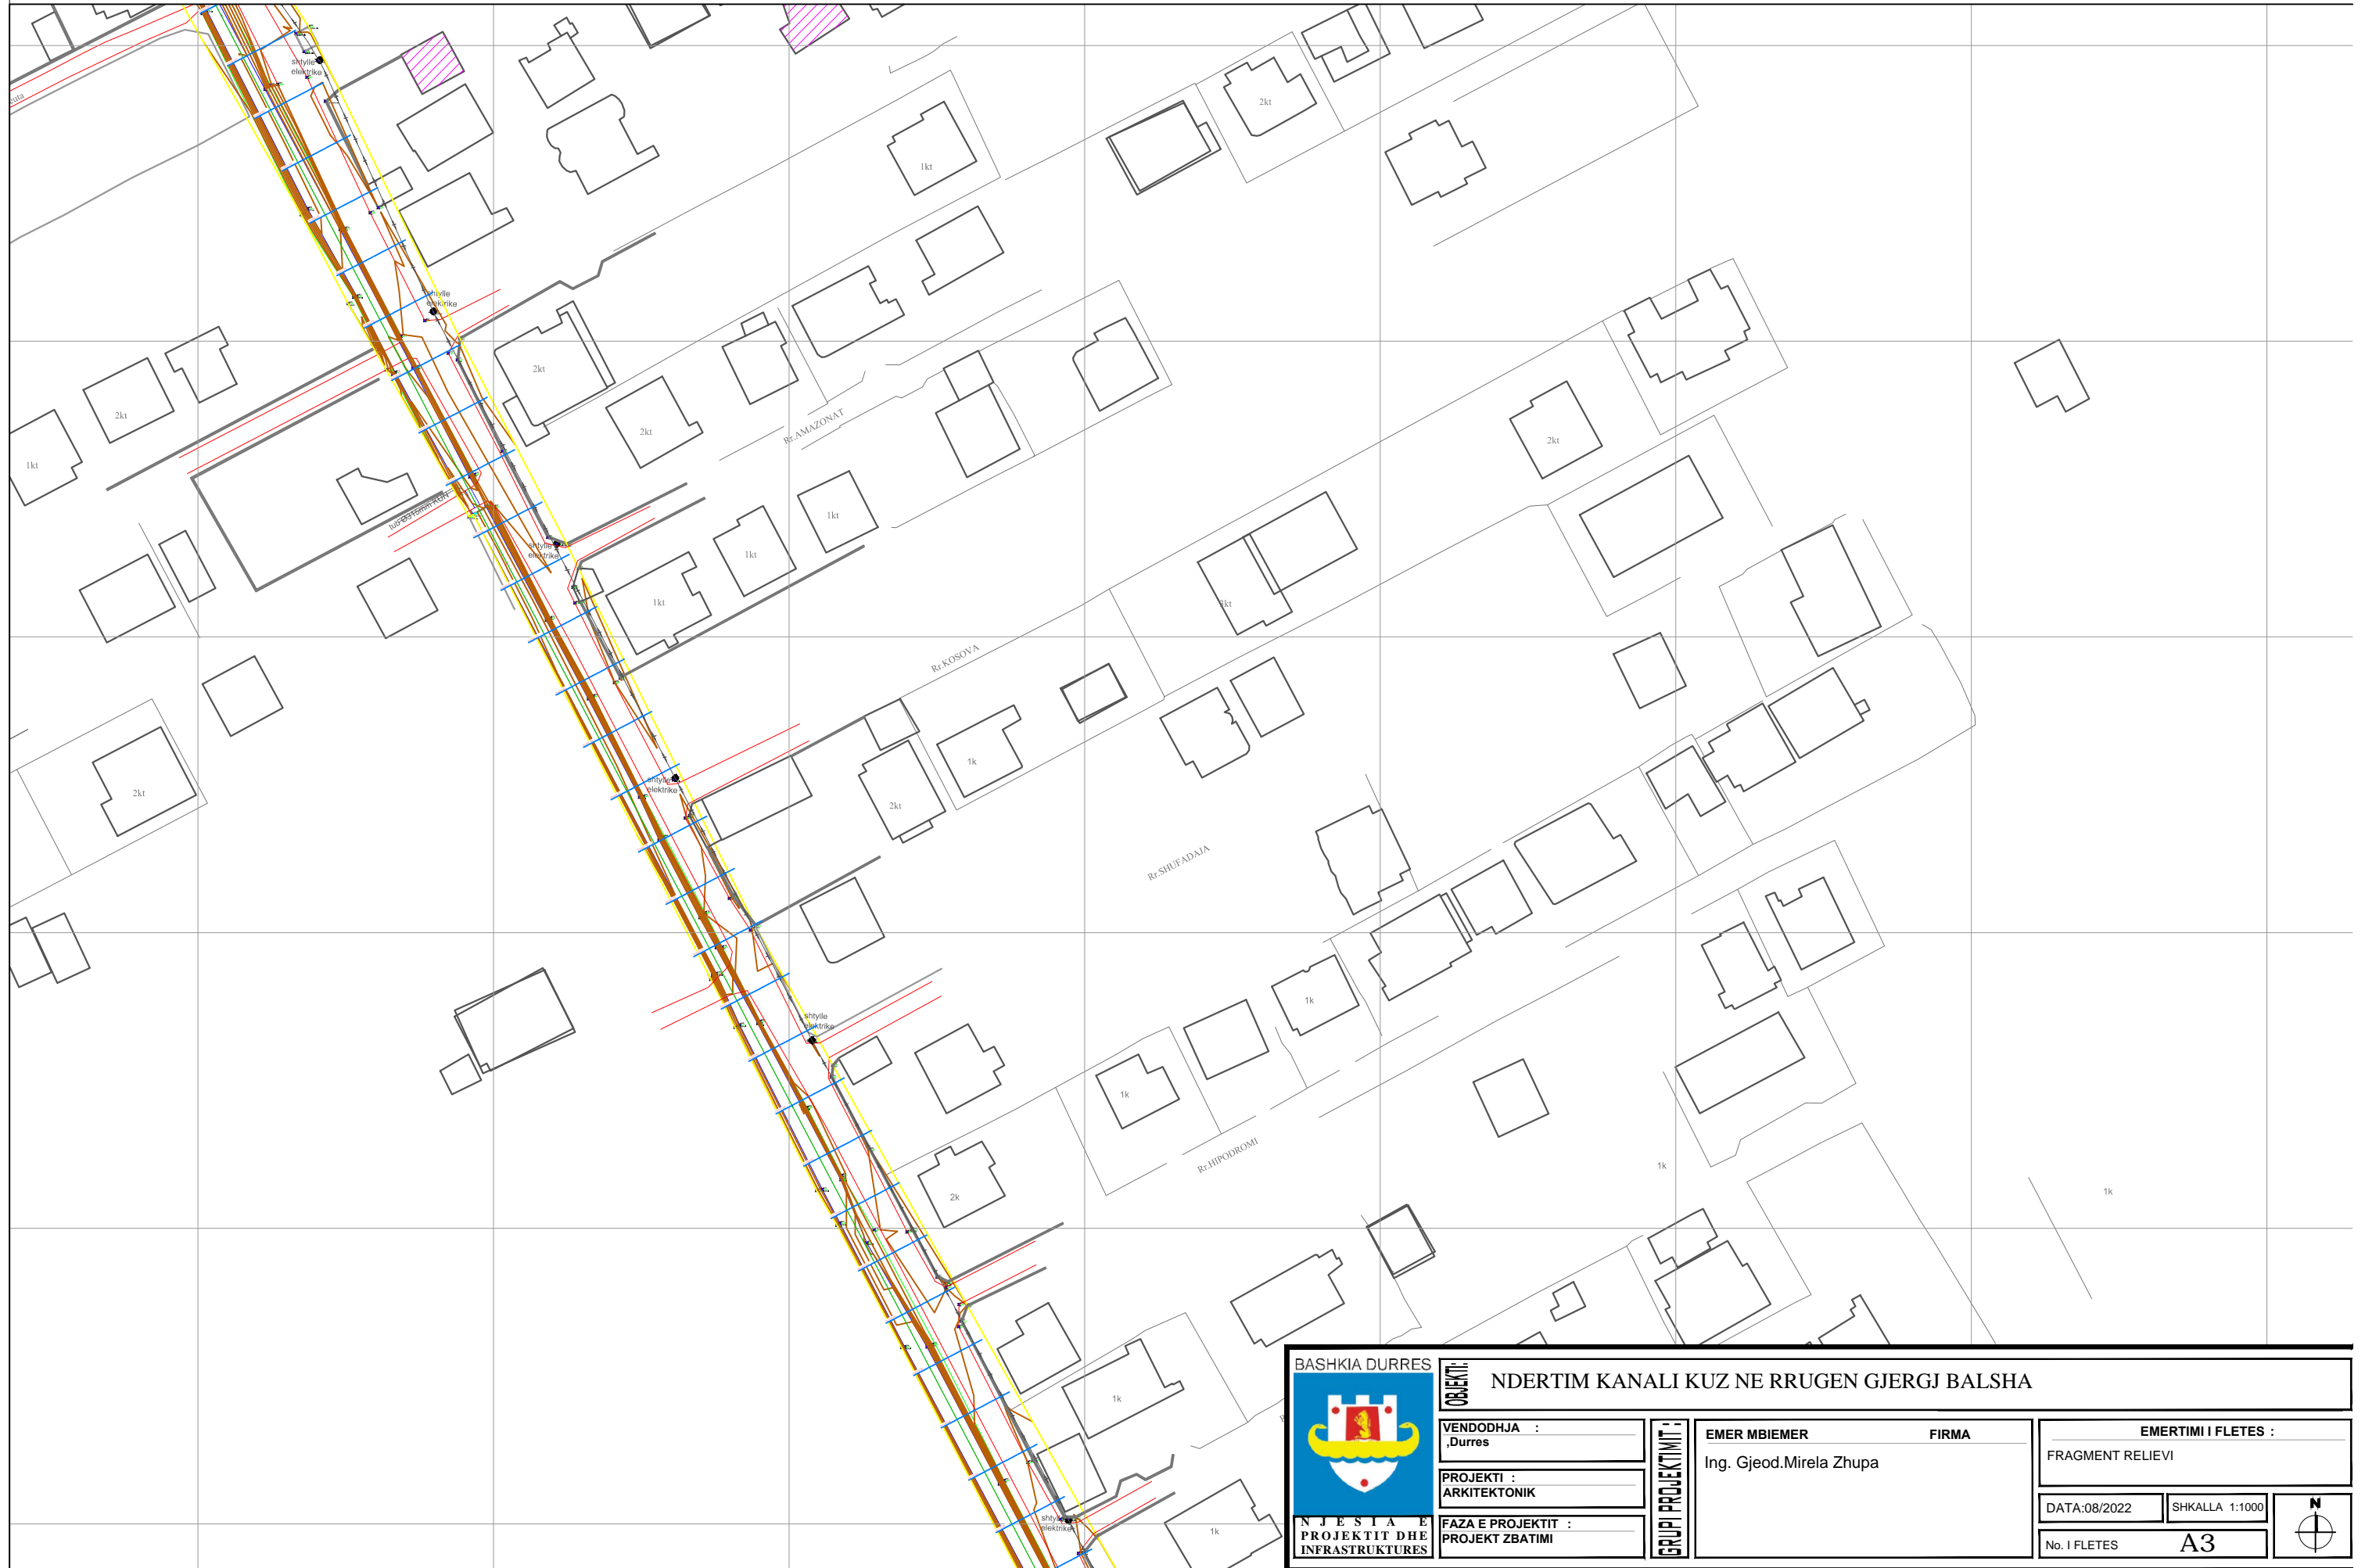 shtylle
elektrike
2kt
1kt
shtylle
elektrike
2kt
2kt
2kt
Rr.AMAZONAT
2kt
1kt
1kt
1kt
shtylle
elektrike
1kt
Rr.KOSOVA
1k
2kt
2kt
shtylle
elektrike
Rr.SHUFADAJA
1k
shtylle
elektrike
1k
Rr.HIPODROMI
1k
1k
2k
1k
1k
shtylle
elektrike
BASHKIA DURRES
NJESIA E
PROJEKTIT DHE
INFRASTRUKTURES
OBJEKTI:
NDERTIM KANALI KUZ NE RRUGEN GJERGJ BALSHA
VENDODHJA :
,Durres
PROJEKTI :
ARKITEKTONIK
FAZA E PROJEKTIT :
PROJEKT ZBATIMI
GRUPI PROJEKTIMIT :
EMER MBIEMER FIRMA
Ing. Gjeod.Mirela Zhupa
EMERTIMI I FLETES :
FRAGMENT RELIEVI
DATA:08/2022
SHKALLA 1:1000
No. I FLETES A3
N